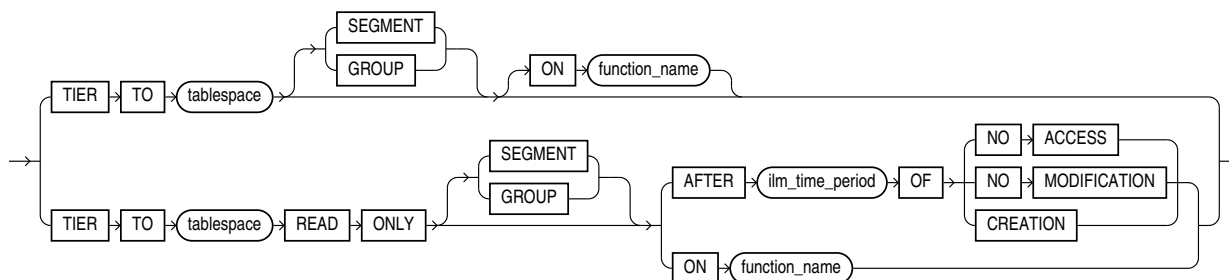 SEGMENT
GROUP
ON function_name
TIER TO tablespace
NO ACCESS
SEGMENT
AFTER ilm_time_period OF NO MODIFICATION
GROUP
TIER TO tablespace READ ONLY CREATION
ON function_name